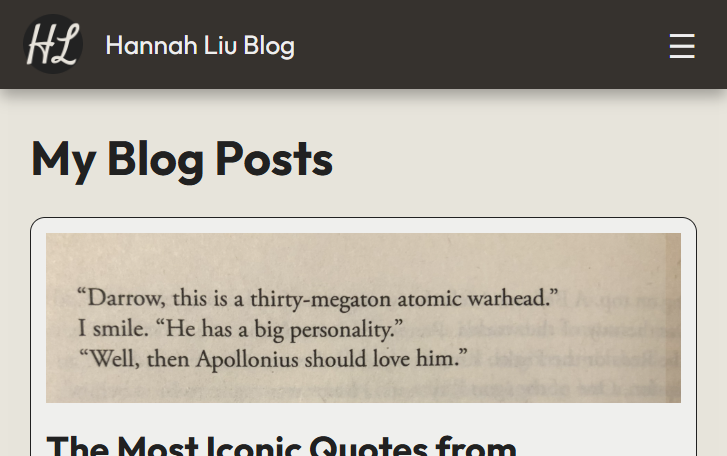 HL
Hannah Liu Blog
My Blog Posts
“Darrow, this is a thirty-megaton atomic warhead.”
I smile. “He has a big personality.”
“Well, then Apollonius should love him.”
The Most Iconic Quotes from